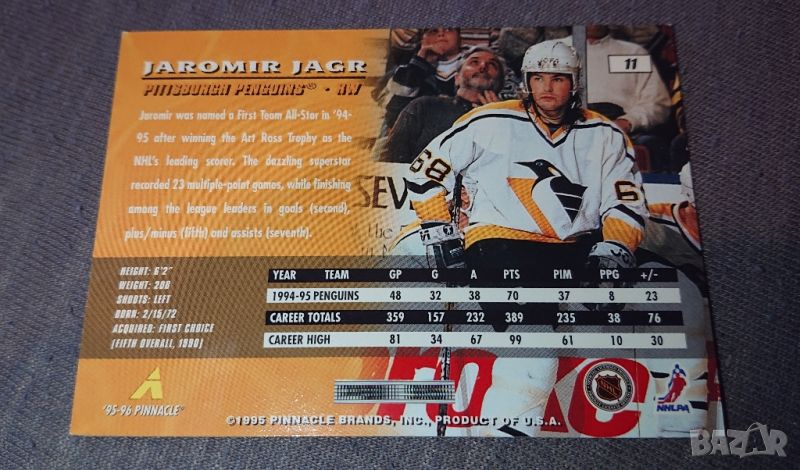 JAROMIR JAGR
PITTSBURGH PENGUINS® · RW
11
Jaromir was named a First Team All-Star in '94-
95 after winning the Art Ross Trophy as the
NHL's leading scorer. The dazzling superstar
recorded 23 multiple-point games, while finishing
among the league leaders in goals (second),
plus/minus (fifth) and assists (seventh).
68
68
SEV
HEIGHT: 6'2"
WEIGHT: 208
SHOOTS: LEFT
BORN: 2/15/72
ACQUIRED: FIRST CHOICE
(FIFTH OVERALL, 1990)
YEAR TEAM GP G A PTS PIM PPG +/-
1994-95 PENGUINS 48 32 38 70 37 8 23
CAREER TOTALS 359 157 232 389 235 38 76
CAREER HIGH 81 34 67 99 61 10 30
'95-96 PINNACLE®
NHL
NHLPA
©1995 PINNACLE BRANDS, INC., PRODUCT OF U.S.A.
BAZAR